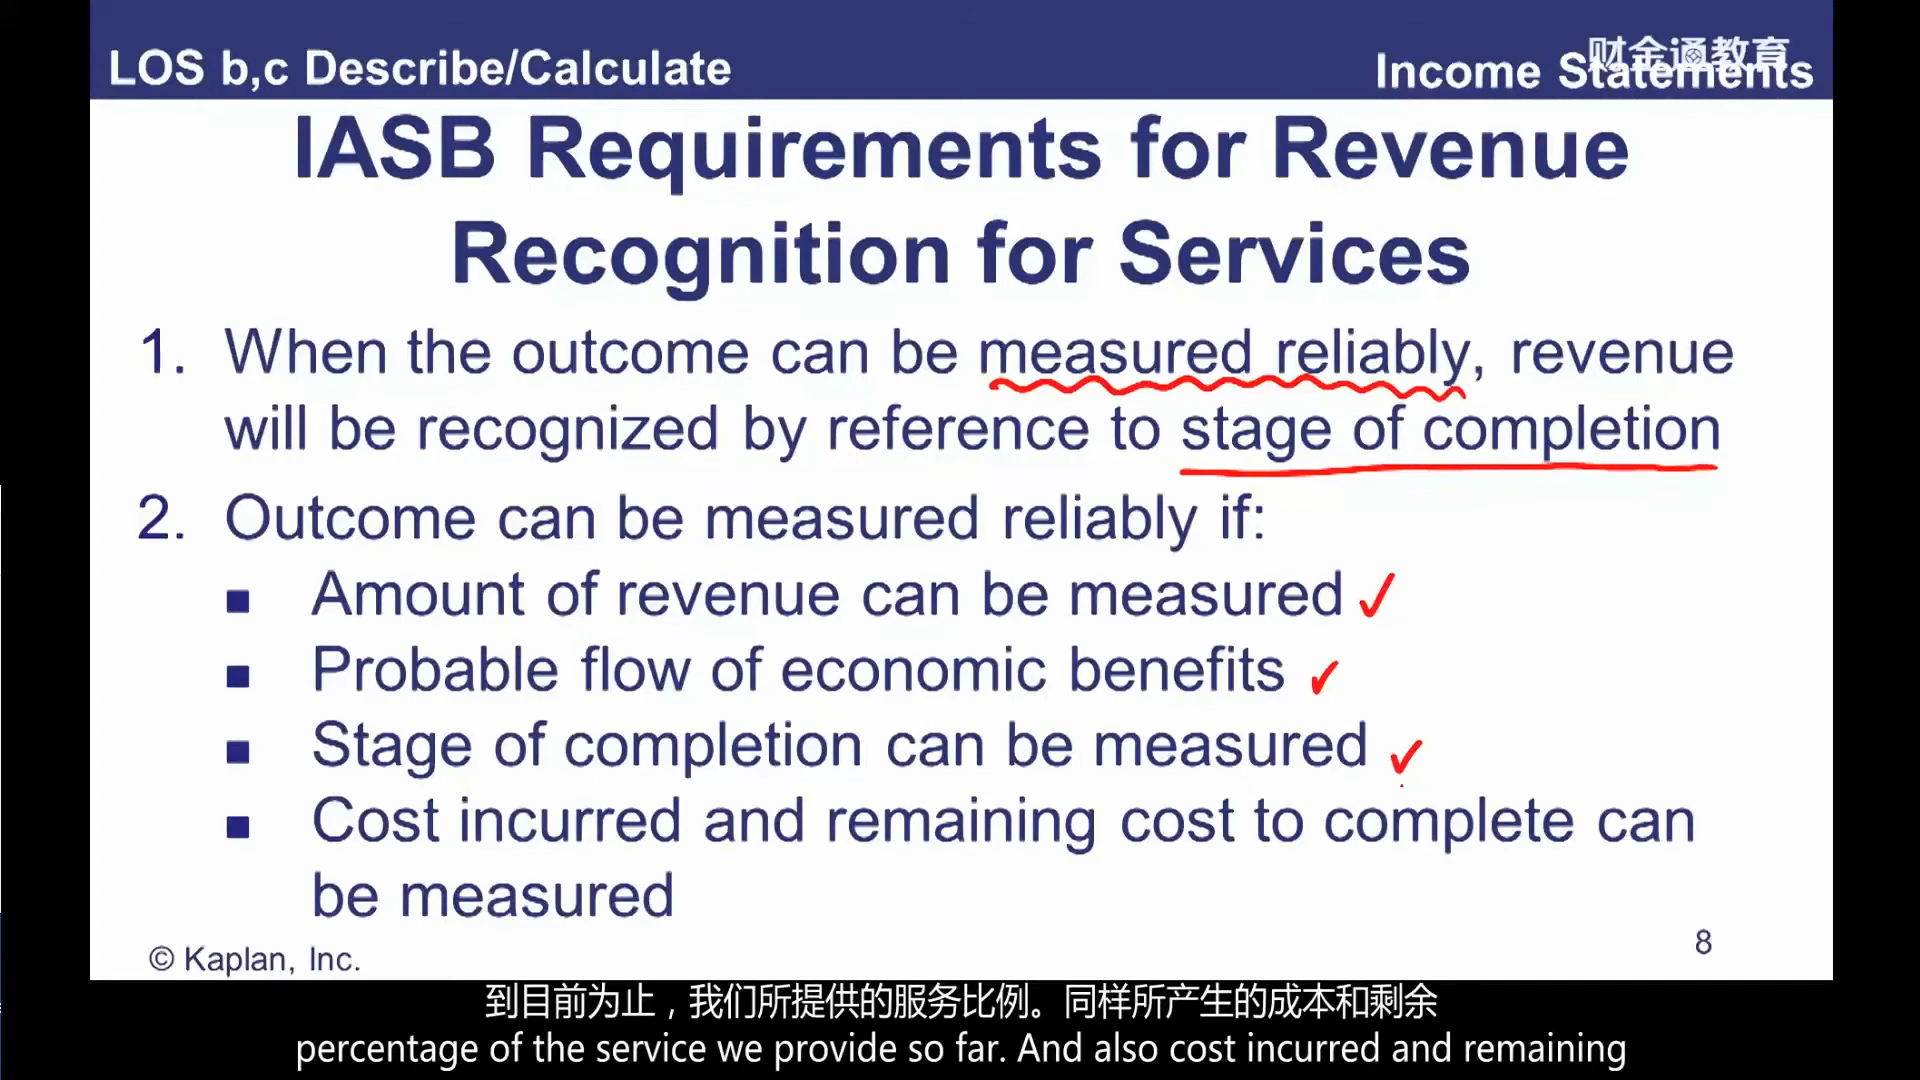 LOS b,c Describe/Calculate
Income Statements
财金通教育
IASB Requirements for Revenue
Recognition for Services
1. When the outcome can be measured reliably, revenue
will be recognized by reference to stage of completion
2. Outcome can be measured reliably if:
■ Amount of revenue can be measured ✓
■ Probable flow of economic benefits ✓
■ Stage of completion can be measured ✓
■ Cost incurred and remaining cost to complete can
be measured
© Kaplan, Inc.
8
到目前为止，我们所提供的服务比例。同样所产生的成本和剩余
percentage of the service we provide so far. And also cost incurred and remaining